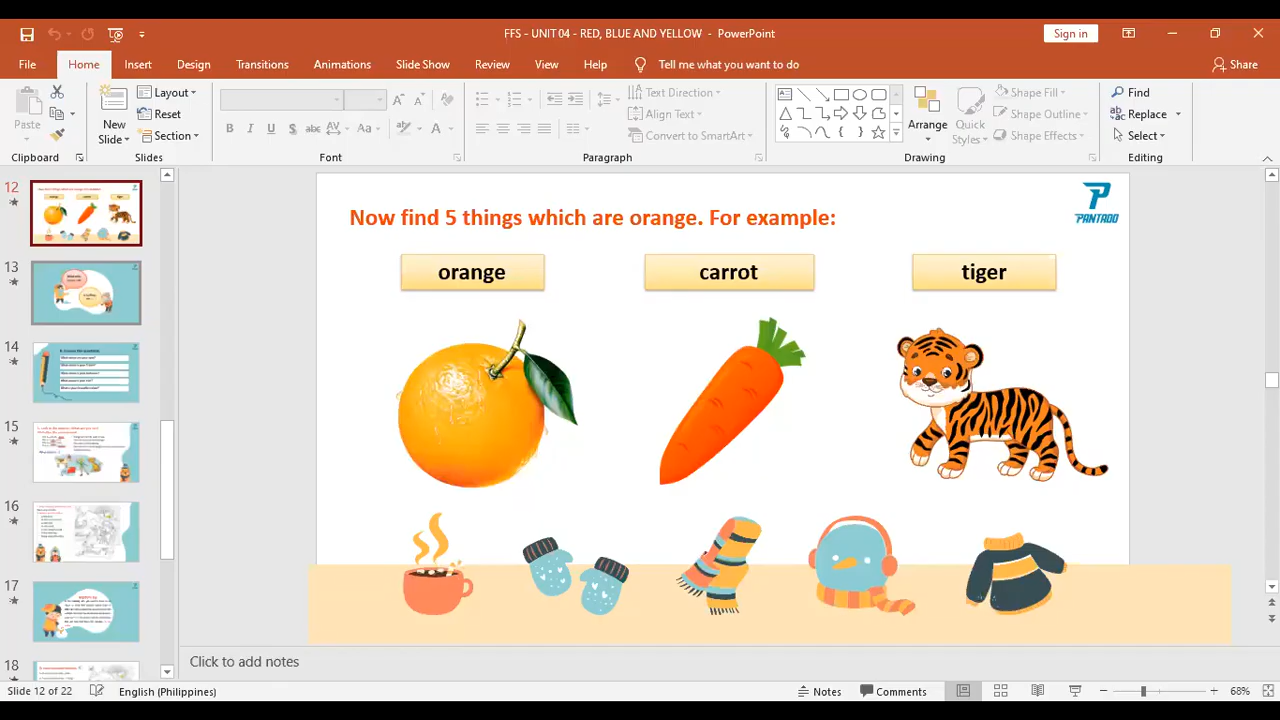 FFS - UNIT 04 - RED, BLUE AND YELLOW - PowerPoint
Sign in
File Home Insert Design Transitions Animations Slide Show Review View Help Tell me what you want to do Share
Paste
New Slide
Layout
Reset
Section
B I U S abc AV Aa A
Text Direction
Align Text
Convert to SmartArt
Arrange
Quick Styles
Shape Fill
Shape Outline
Shape Effects
Find
Replace
Select
Clipboard Slides Font Paragraph Drawing Editing
12
13
14
15
16
17
18
PANTADO
Now find 5 things which are orange. For example:
orange carrot tiger
Click to add notes
Slide 12 of 22 English (Philippines) Notes Comments 68%